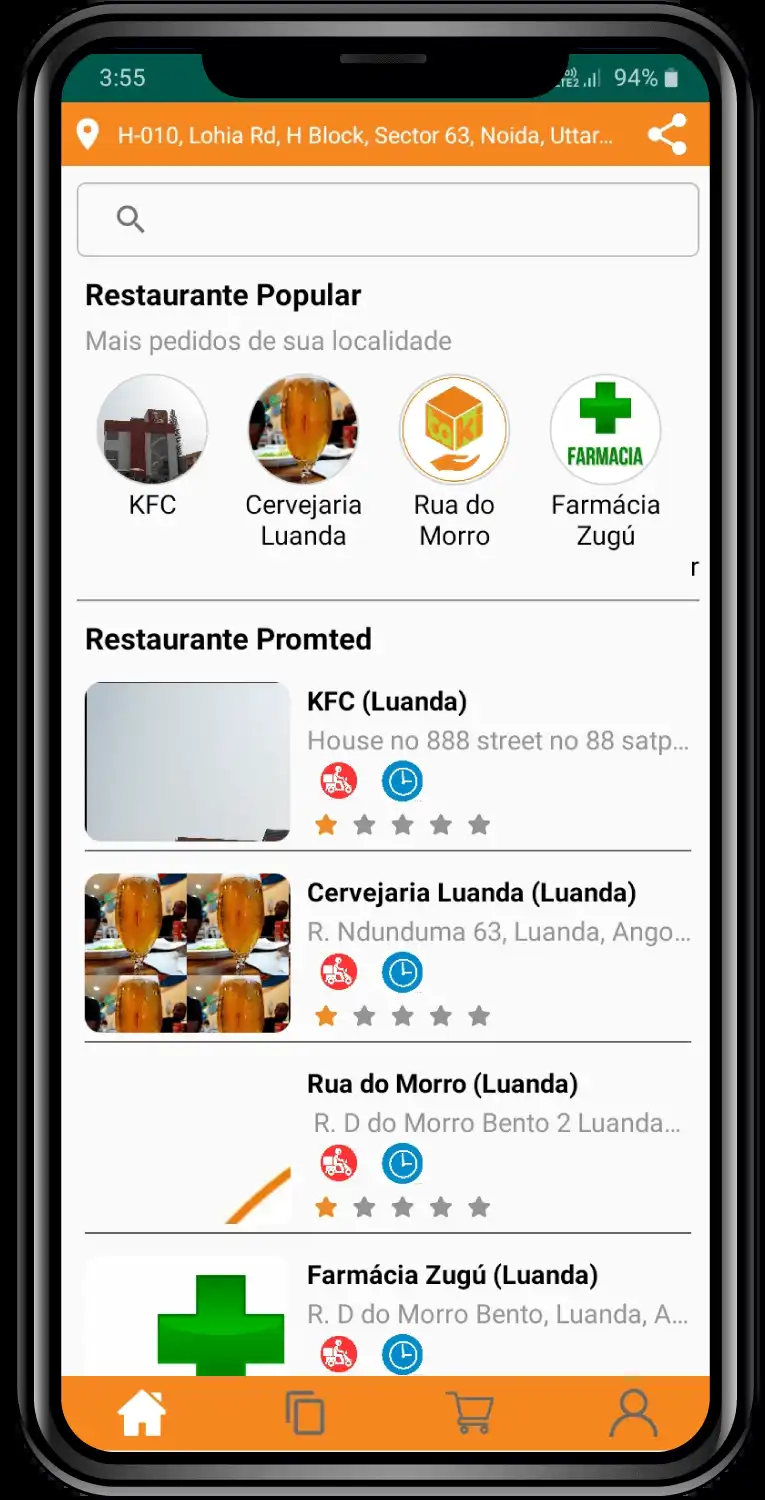 3:55
LTE2
94%
H-010, Lohia Rd, H Block, Sector 63, Noida, Uttar...
Restaurante Popular
Mais pedidos de sua localidade
taki
FARMACIA
KFC
Cervejaria
Luanda
Rua do
Morro
Farmácia
Zugú
r
Restaurante Promted
KFC (Luanda)
House no 888 street no 88 satp...
Cervejaria Luanda (Luanda)
R. Ndunduma 63, Luanda, Ango...
Rua do Morro (Luanda)
R. D do Morro Bento 2 Luanda...
Farmácia Zugú (Luanda)
R. D do Morro Bento, Luanda, A...